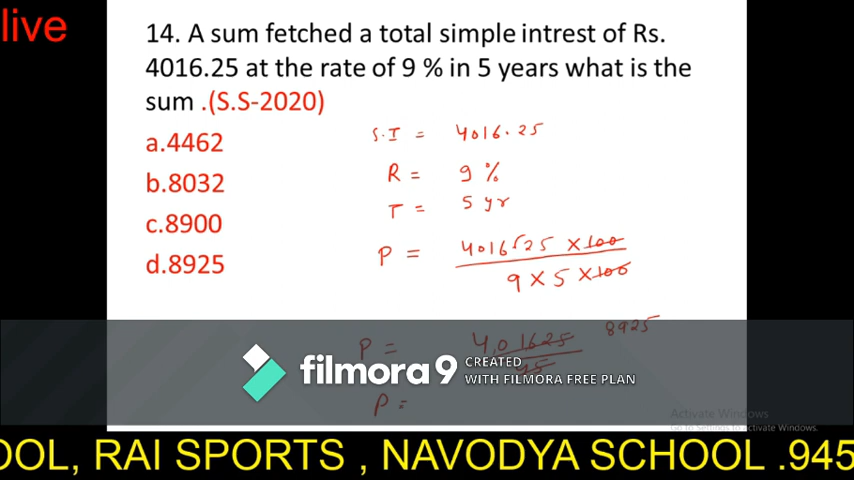 live
14. A sum fetched a total simple intrest of Rs.
4016.25 at the rate of 9 % in 5 years what is the
sum .(S.S-2020)
a.4462
b.8032
c.8900
d.8925
S.I = 4016.25
R = 9 %
T = 5 yr
P = 4016.25 × 100
9 × 5 × 100
P = 401625 8925
45
P =
filmora9
CREATED
WITH FILMORA FREE PLAN
Activate Windows
Go to Settings to activate Windows.
OOL, RAI SPORTS , NAVODYA SCHOOL .945